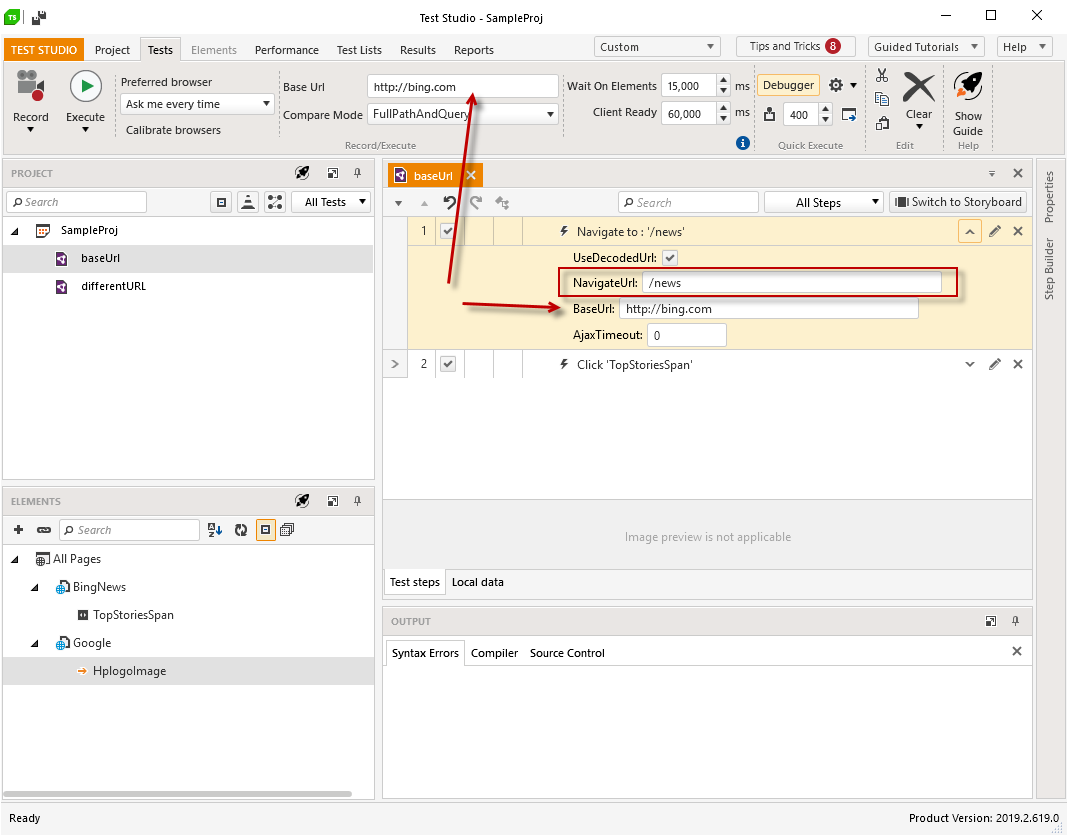 TS
Test Studio - SampleProj
TEST STUDIO Project Tests Elements Performance Test Lists Results Reports Custom Tips and Tricks 8 Guided Tutorials Help
Record
Execute
Preferred browser
Ask me every time
Calibrate browsers
Base Url http://bing.com
Compare Mode FullPathAndQuery
Wait On Elements 15,000 ms
Client Ready 60,000 ms
Record/Execute
Debugger
400
Quick Execute
Clear
Edit
Show
Guide
Help
PROJECT
Search All Tests
SampleProj
baseUrl
differentURL
ELEMENTS
Search
All Pages
BingNews
TopStoriesSpan
Google
HplogoImage
baseUrl
Search All Steps Switch to Storyboard
1 Navigate to : '/news'
UseDecodedUrl:
NavigateUrl: /news
BaseUrl: http://bing.com
AjaxTimeout: 0
2 Click 'TopStoriesSpan'
Image preview is not applicable
Test steps Local data
OUTPUT
Syntax Errors Compiler Source Control
Properties
Step Builder
Ready
Product Version: 2019.2.619.0